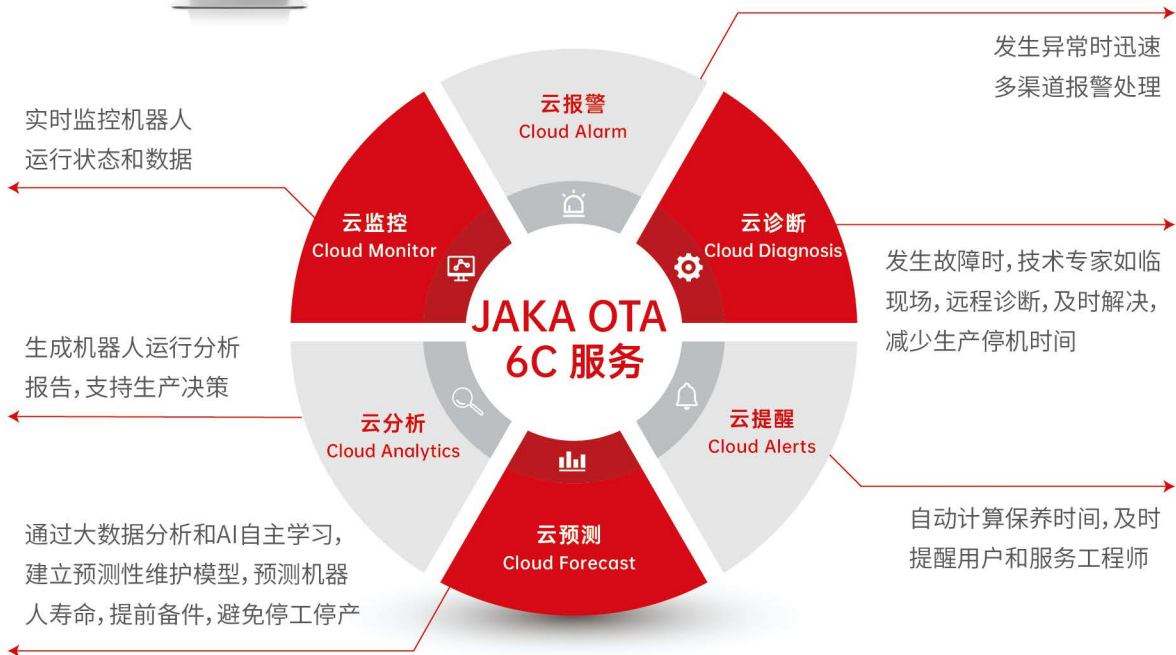 发生异常时迅速
多渠道报警处理
云报警
Cloud Alarm
实时监控机器人
运行状态和数据
云监控
Cloud Monitor
云诊断
Cloud Diagnosis
发生故障时,技术专家如临
现场,远程诊断,及时解决,
减少生产停机时间
JAKA OTA
6C 服务
生成机器人运行分析
报告,支持生产决策
云分析
Cloud Analytics
云提醒
Cloud Alerts
自动计算保养时间,及时
提醒用户和服务工程师
云预测
Cloud Forecast
通过大数据分析和AI自主学习,
建立预测性维护模型,预测机器
人寿命,提前备件,避免停工停产